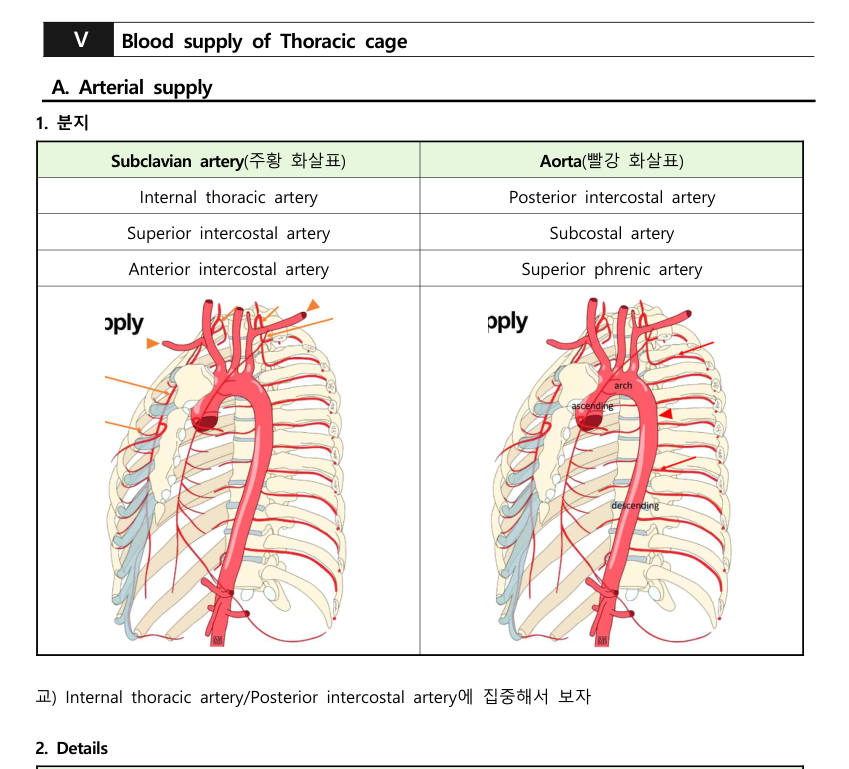 V Blood supply of Thoracic cage
A. Arterial supply
1. 분지
Subclavian artery(주황 화살표) Aorta(빨강 화살표)
Internal thoracic artery Posterior intercostal artery
Superior intercostal artery Subcostal artery
Anterior intercostal artery Superior phrenic artery
pply pply
arch
ascending
descending
교) Internal thoracic artery/Posterior intercostal artery에 집중해서 보자
2. Details